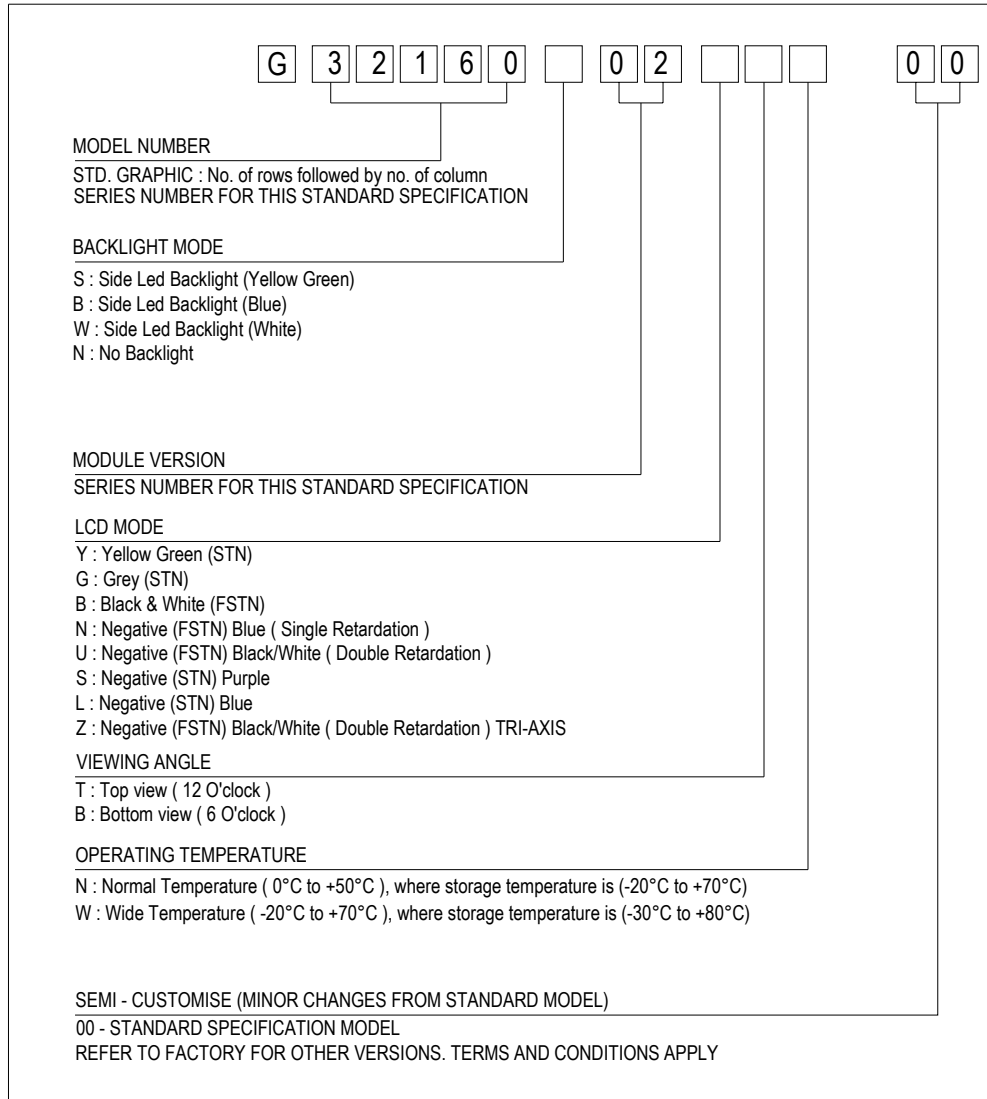 G 3 2 1 6 0 0 2 0 0
MODEL NUMBER
STD. GRAPHIC : No. of rows followed by no. of column
SERIES NUMBER FOR THIS STANDARD SPECIFICATION
BACKLIGHT MODE
S : Side Led Backlight (Yellow Green)
B : Side Led Backlight (Blue)
W : Side Led Backlight (White)
N : No Backlight
MODULE VERSION
SERIES NUMBER FOR THIS STANDARD SPECIFICATION
LCD MODE
Y : Yellow Green (STN)
G : Grey (STN)
B : Black & White (FSTN)
N : Negative (FSTN) Blue ( Single Retardation )
U : Negative (FSTN) Black/White ( Double Retardation )
S : Negative (STN) Purple
L : Negative (STN) Blue
Z : Negative (FSTN) Black/White ( Double Retardation ) TRI-AXIS
VIEWING ANGLE
T : Top view ( 12 O'clock )
B : Bottom view ( 6 O'clock )
OPERATING TEMPERATURE
N : Normal Temperature ( 0°C to +50°C ), where storage temperature is (-20°C to +70°C)
W : Wide Temperature ( -20°C to +70°C ), where storage temperature is (-30°C to +80°C)
SEMI - CUSTOMISE (MINOR CHANGES FROM STANDARD MODEL)
00 - STANDARD SPECIFICATION MODEL
REFER TO FACTORY FOR OTHER VERSIONS. TERMS AND CONDITIONS APPLY